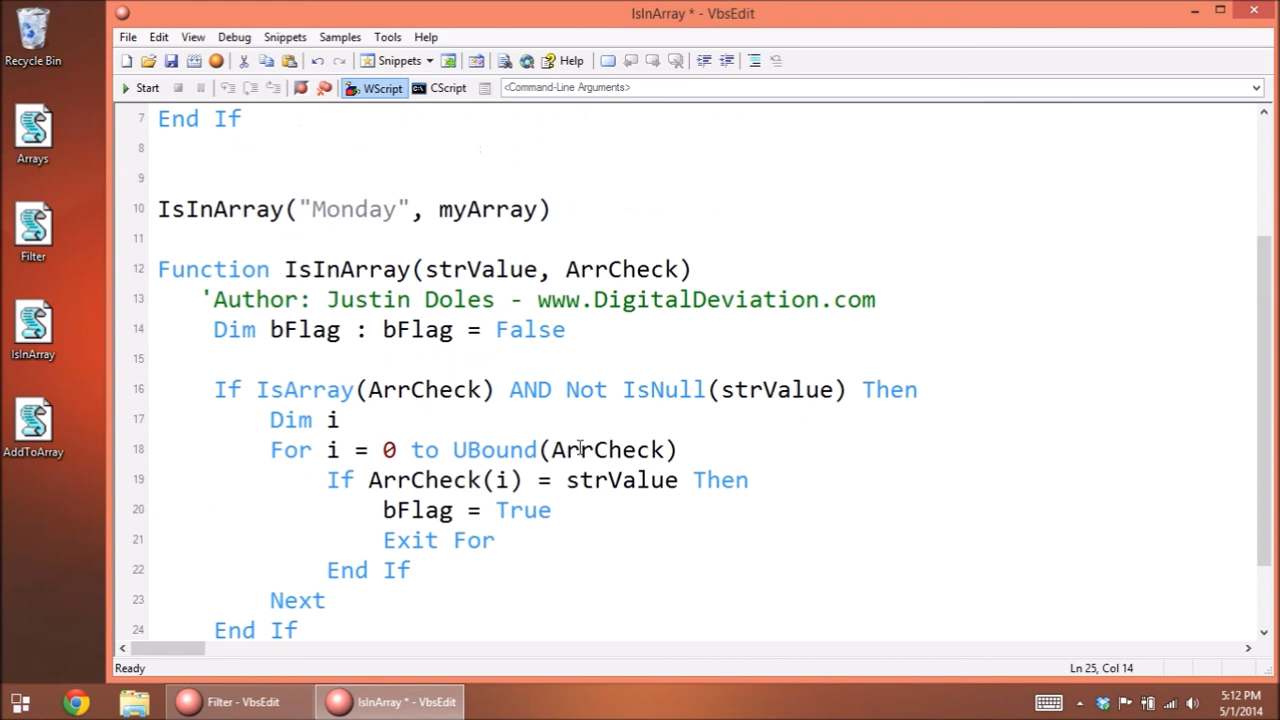 IsInArray * - VbsEdit
Recycle Bin
Arrays
Filter
IsInArray
AddToArray
File Edit View Debug Snippets Samples Tools Help
Snippets Help
Start WScript CScript <Command-Line Arguments>
7 End If
8
9
10 IsInArray("Monday", myArray)
11
12 Function IsInArray(strValue, ArrCheck)
13 'Author: Justin Doles - www.DigitalDeviation.com
14 Dim bFlag : bFlag = False
15
16 If IsArray(ArrCheck) AND Not IsNull(strValue) Then
17 Dim i
18 For i = 0 to UBound(ArrCheck)
19 If ArrCheck(i) = strValue Then
20 bFlag = True
21 Exit For
22 End If
23 Next
24 End If
Ready Ln 25, Col 14
Filter - VbsEdit IsInArray * - VbsEdit
5:12 PM
5/1/2014